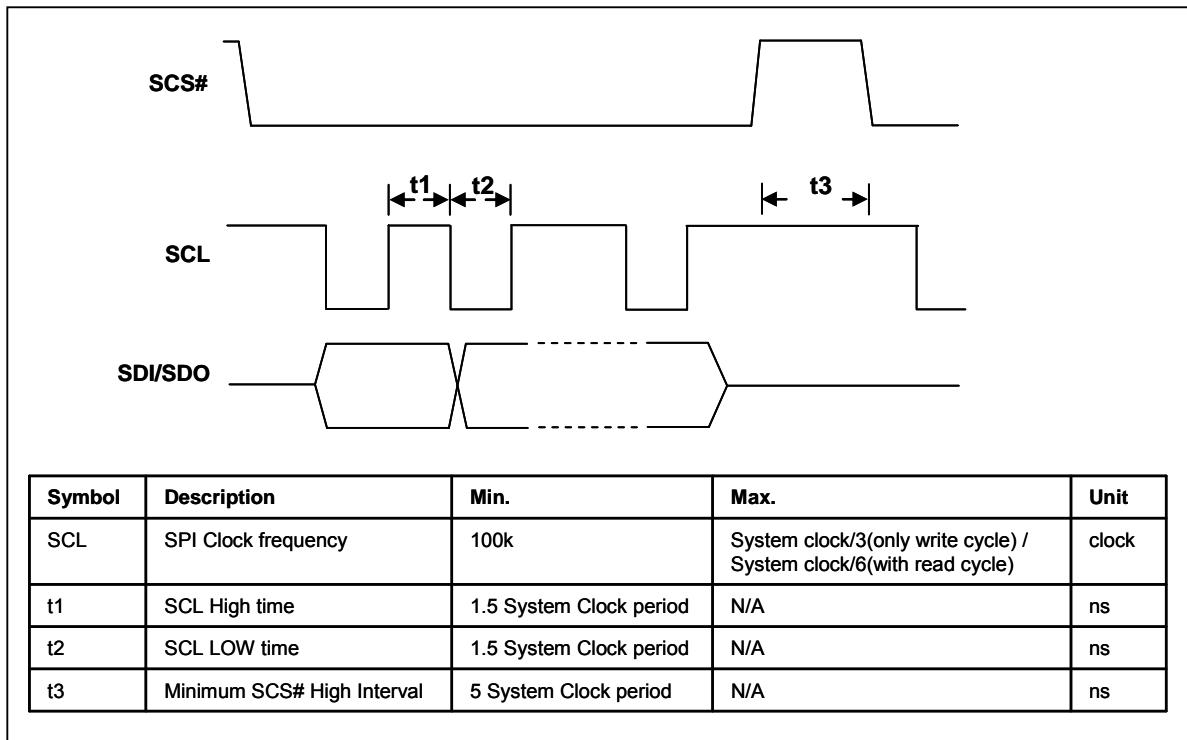 SCS#
t1 t2 t3
SCL
SDI/SDO
Symbol Description Min. Max. Unit
SCL SPI Clock frequency 100k System clock/3(only write cycle) / clock
System clock/6(with read cycle)
t1 SCL High time 1.5 System Clock period N/A ns
t2 SCL LOW time 1.5 System Clock period N/A ns
t3 Minimum SCS# High Interval 5 System Clock period N/A ns